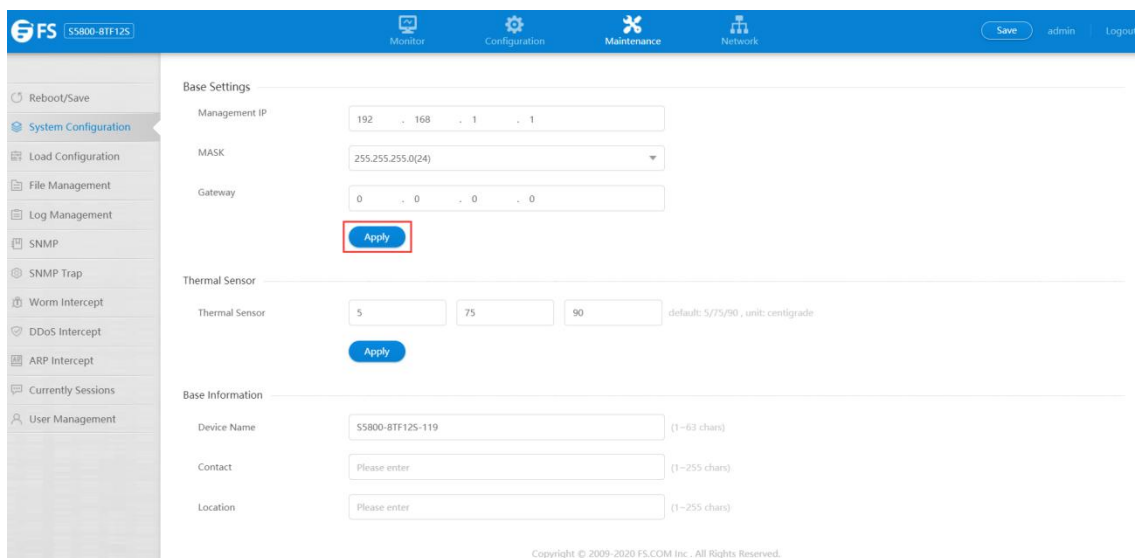 FS S5800-8TF12S
Monitor
Configuration
Maintenance
Network
Save
admin
Logout
Reboot/Save
System Configuration
Load Configuration
File Management
Log Management
SNMP
SNMP Trap
Worm Intercept
DDoS Intercept
ARP Intercept
Currently Sessions
User Management
Base Settings
Management IP
192 . 168 . 1 . 1
MASK
255.255.255.0(24)
Gateway
0 . 0 . 0 . 0
Apply
Thermal Sensor
Thermal Sensor 5 75 90 default: 5/75/90 , unit: centigrade
Apply
Base Information
Device Name S5800-8TF12S-119 (1~63 chars)
Contact Please enter (1~255 chars)
Location Please enter (1~255 chars)
Copyright © 2009-2020 FS.COM Inc . All Rights Reserved.